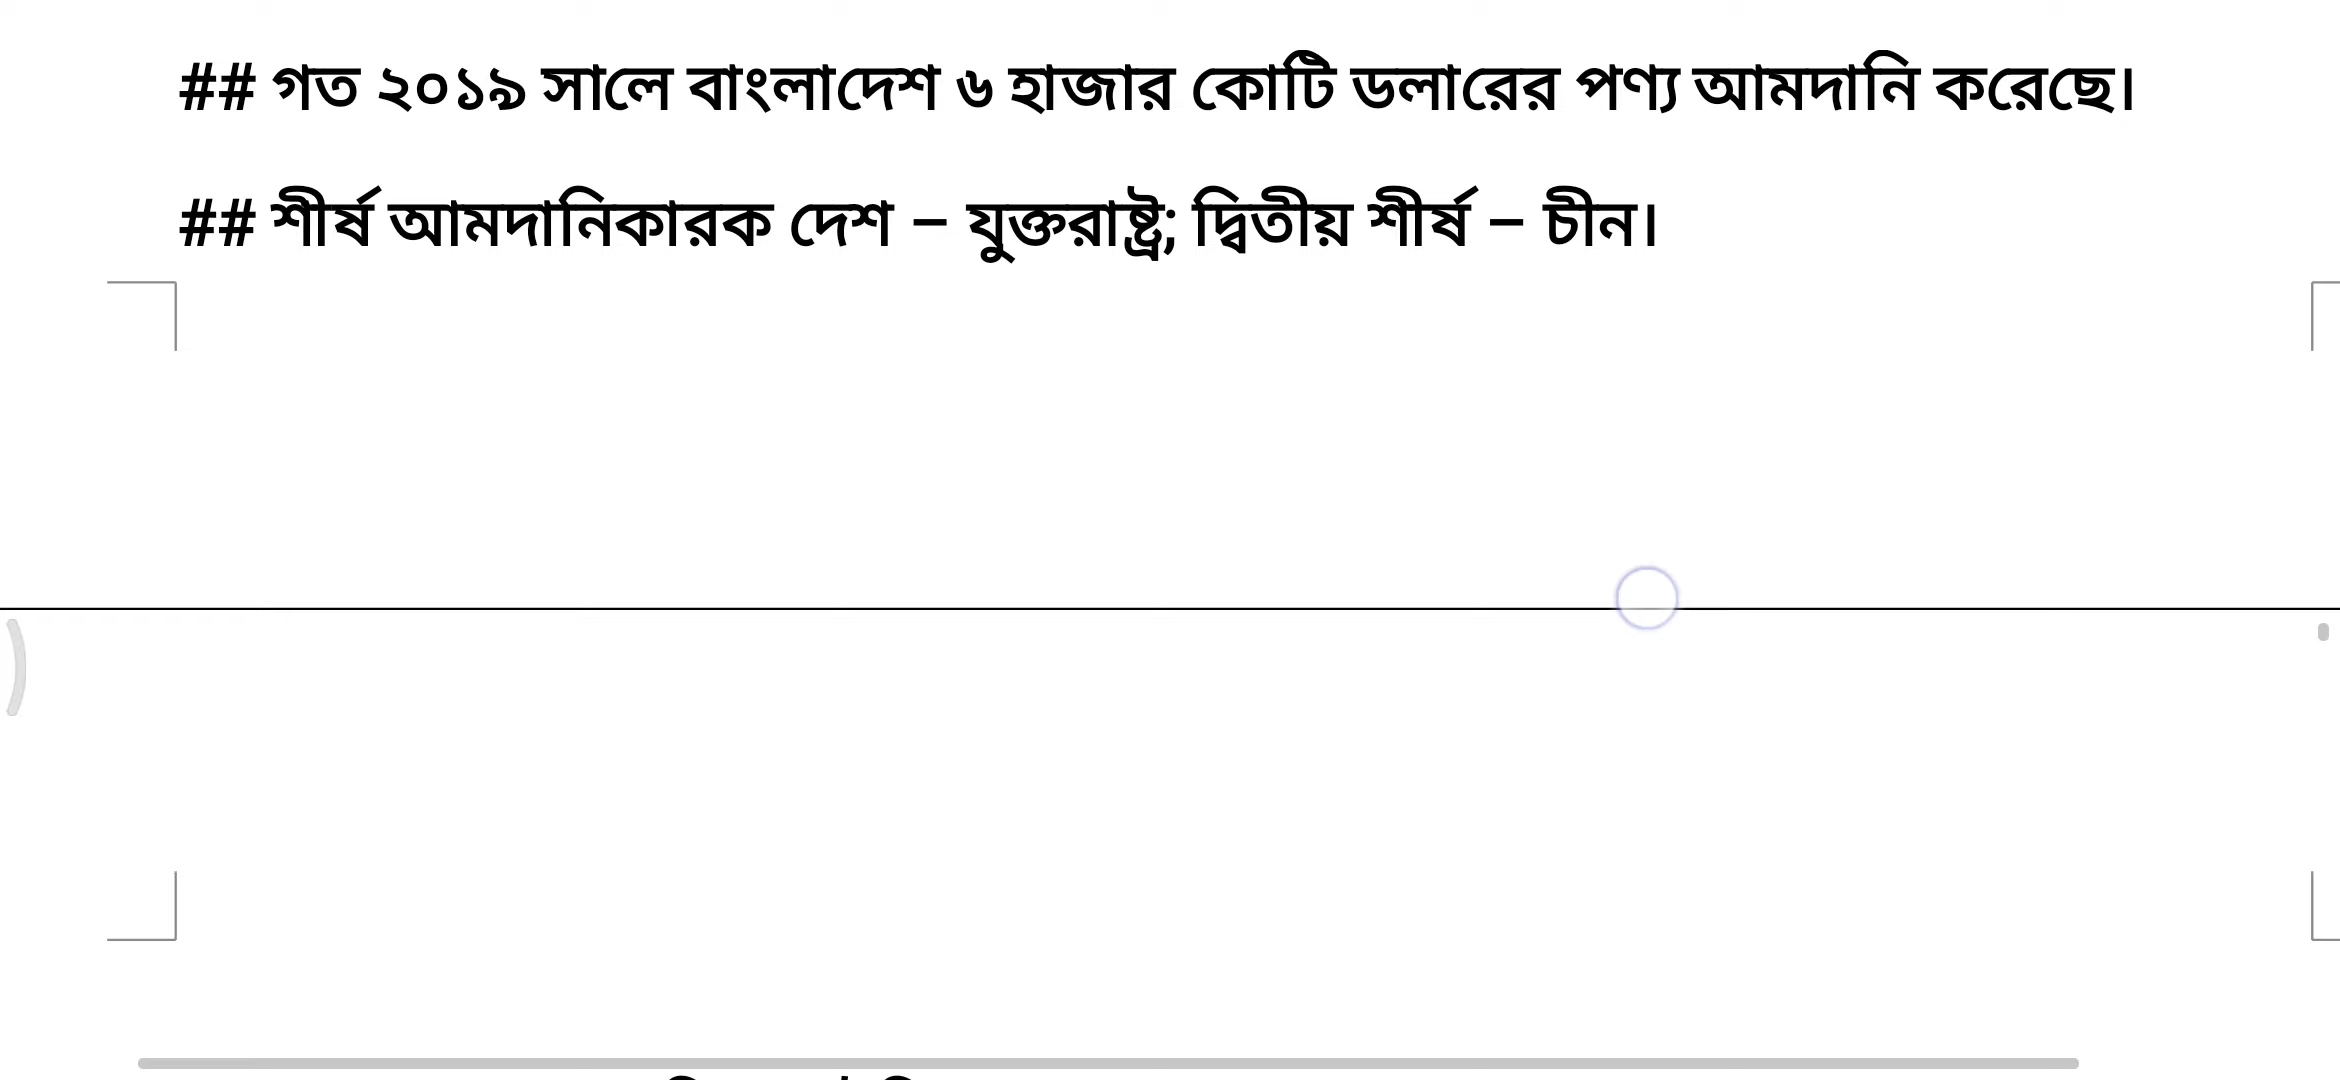 ## গত ২০১৯ সালে বাংলাদেশ ৬ হাজার কোটি ডলারের পণ্য আমদানি করেছে।
## শীর্ষ আমদানিকারক দেশ – যুক্তরাষ্ট্র; দ্বিতীয় শীর্ষ – চীন।